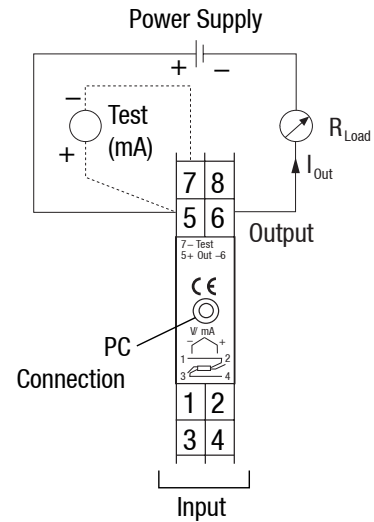 Power Supply
+ –
– Test
+ (mA)
R Load
I Out
7 8
5 6
Output
7– Test
5+ Out –6
CE
V/ mA
– +
1 2
3 4
PC
Connection
1 2
3 4
Input